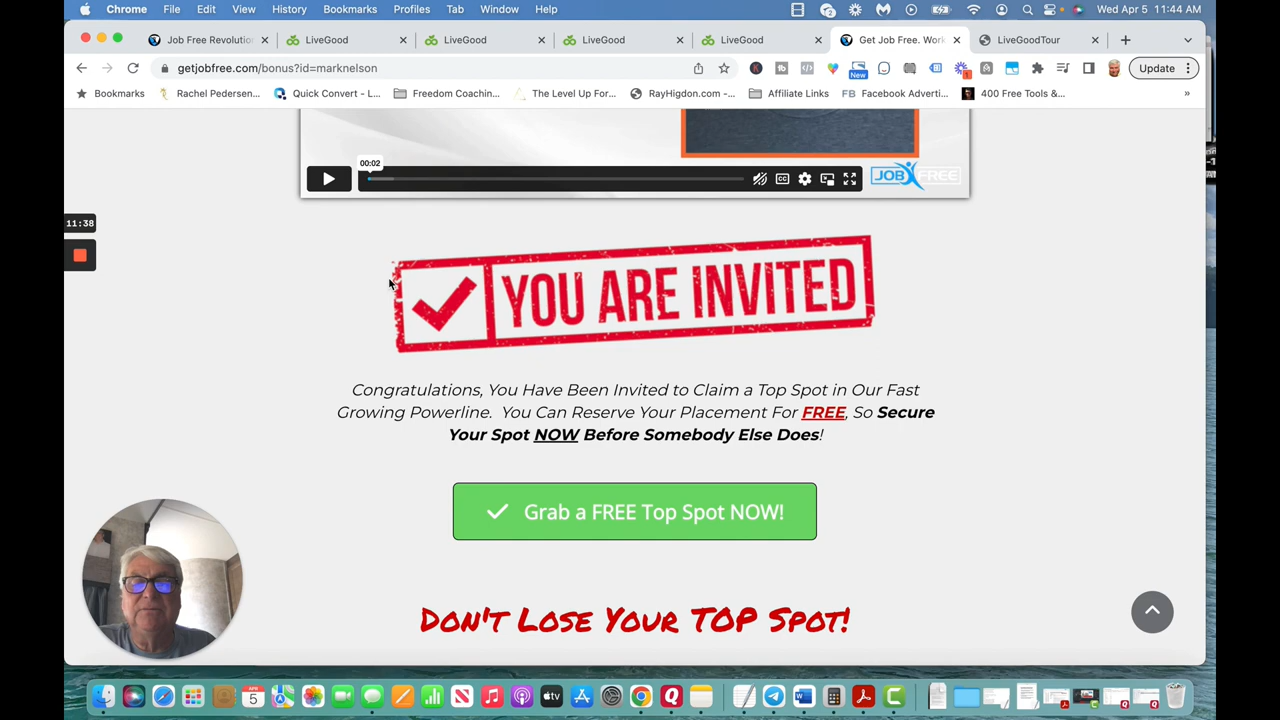 Chrome File Edit View History Bookmarks Profiles Tab Window Help Wed Apr 5 11:44 AM
Job Free Revolutio LiveGood LiveGood LiveGood LiveGood Get Job Free. Work LiveGoodTour
getjobfree.com/bonus?id=marknelson New Update
Bookmarks Rachel Pedersen... Quick Convert - L... Freedom Coachin... The Level Up For... RayHigdon.com -... Affiliate Links FB Facebook Adverti... 400 Free Tools &... »
00:02
CC JOB FREE
11:38
YOU ARE INVITED
Congratulations, You Have Been Invited to Claim a Top Spot in Our Fast
Growing Powerline. You Can Reserve Your Placement For FREE, So Secure
Your Spot NOW Before Somebody Else Does!
Grab a FREE Top Spot NOW!
DON'T LOSE YOUR TOP SPOT!